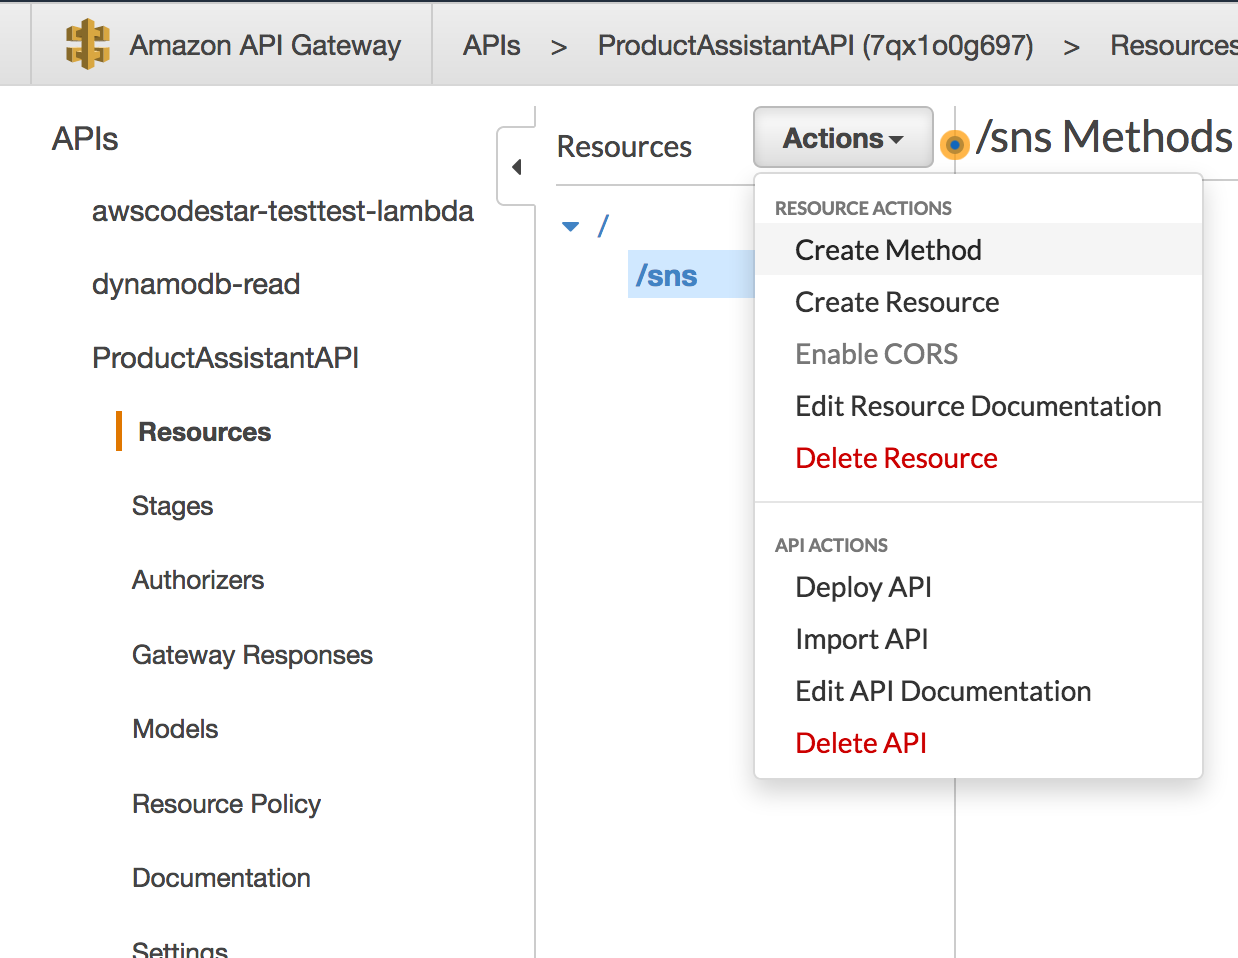 Amazon API Gateway
APIs > ProductAssistantAPI (7qx1o0g697) > Resources
APIs
awscodestar-testtest-lambda
dynamodb-read
ProductAssistantAPI
Resources
Stages
Authorizers
Gateway Responses
Models
Resource Policy
Documentation
Settings
Resources
Actions
/
/sns
/sns Methods
RESOURCE ACTIONS
Create Method
Create Resource
Enable CORS
Edit Resource Documentation
Delete Resource
API ACTIONS
Deploy API
Import API
Edit API Documentation
Delete API